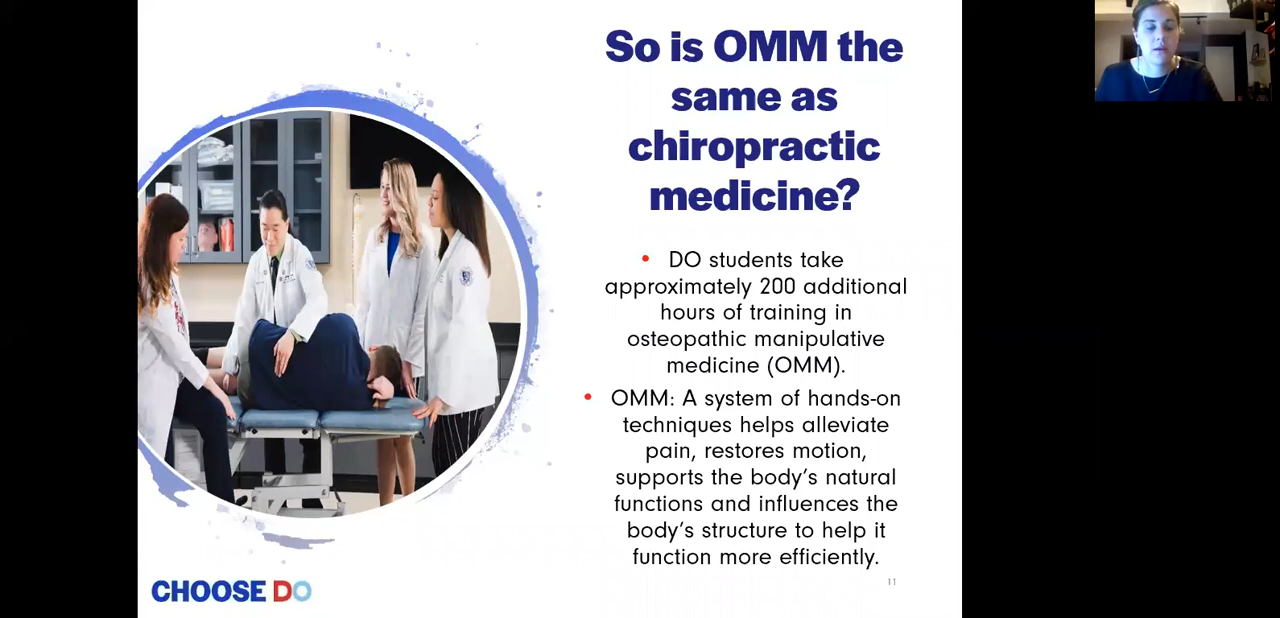 So is OMM the
same as
chiropractic
medicine?
• DO students take
approximately 200 additional
hours of training in
osteopathic manipulative
medicine (OMM).
• OMM: A system of hands-on
techniques helps alleviate
pain, restores motion,
supports the body’s natural
functions and influences the
body’s structure to help it
function more efficiently.
11
CHOOSE DO